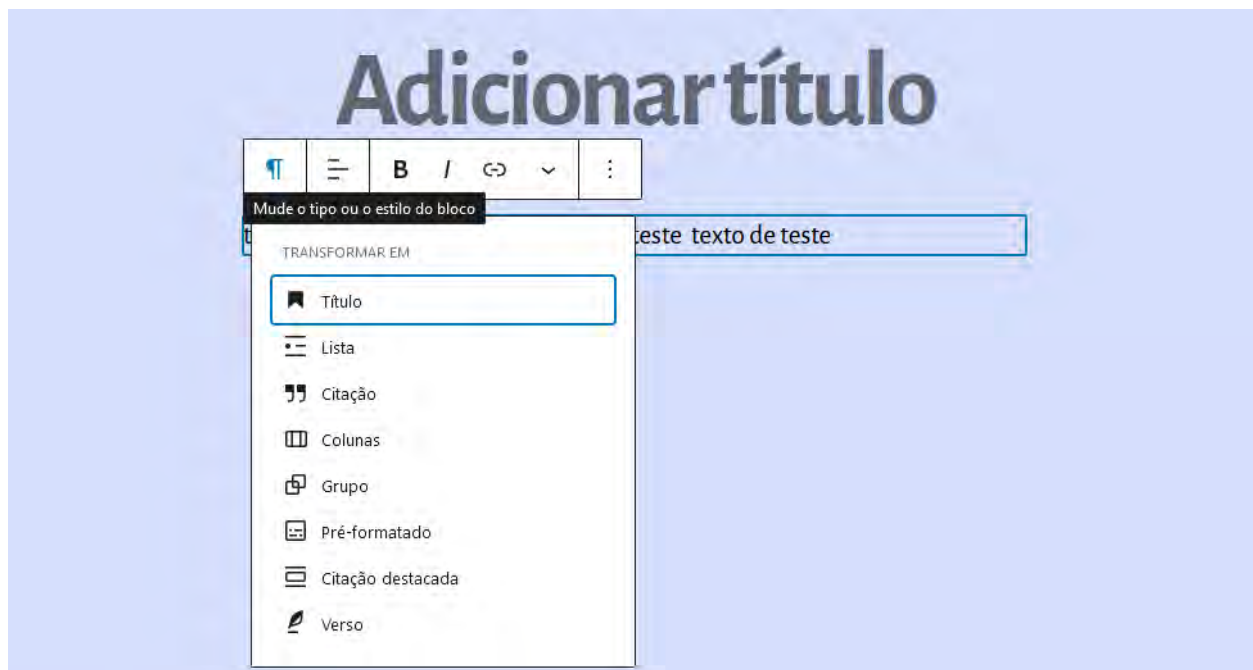 Adicionar título
B I
Mude o tipo ou o estilo do bloco
teste texto de teste
TRANSFORMAR EM
Título
Lista
Citação
Colunas
Grupo
Pré-formatado
Citação destacada
Verso